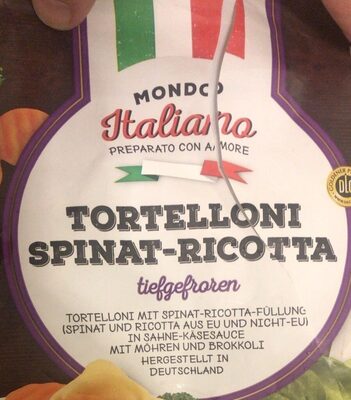 MONDO
Italiamo
PREPARATO CON AMORE
TORTELLONI
SPINAT-RICOTTA
tiefgefroren
TORTELLONI MIT SPINAT-RICOTTA-FÜLLUNG
(SPINAT UND RICOTTA AUS EU UND NICHT-EU)
IN SAHNE-KÄSESAUCE
MIT MÖHREN UND BROKKOLI
HERGESTELLT IN
DEUTSCHLAND